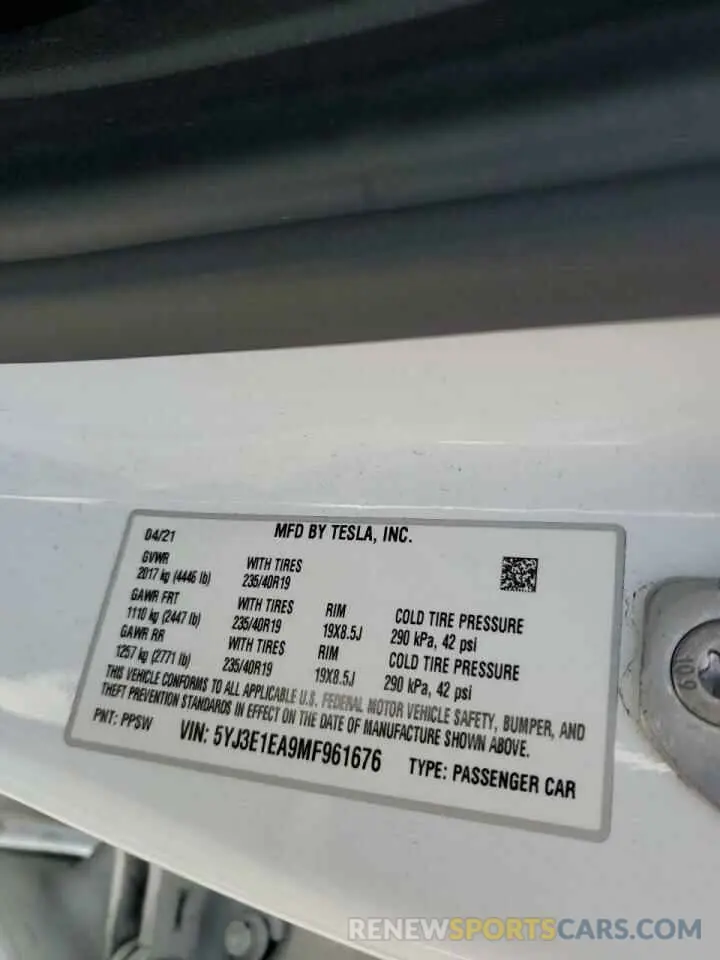 04/21 MFD BY TESLA, INC.
GVWR WITH TIRES
2017 kg (4446 lb) 235/40R19
GAWR FRT WITH TIRES RIM COLD TIRE PRESSURE
1110 kg (2447 lb) 235/40R19 19X8.5J 290 kPa, 42 psi
GAWR RR WITH TIRES RIM COLD TIRE PRESSURE
1257 kg (2771 lb) 235/40R19 19X8.5J 290 kPa, 42 psi
THIS VEHICLE CONFORMS TO ALL APPLICABLE U.S. FEDERAL MOTOR VEHICLE SAFETY, BUMPER, AND
THEFT PREVENTION STANDARDS IN EFFECT ON THE DATE OF MANUFACTURE SHOWN ABOVE.
PNT: PPSW VIN: 5YJ3E1EA9MF961676 TYPE: PASSENGER CAR
10.9
RENEWSPORTSCARS.COM